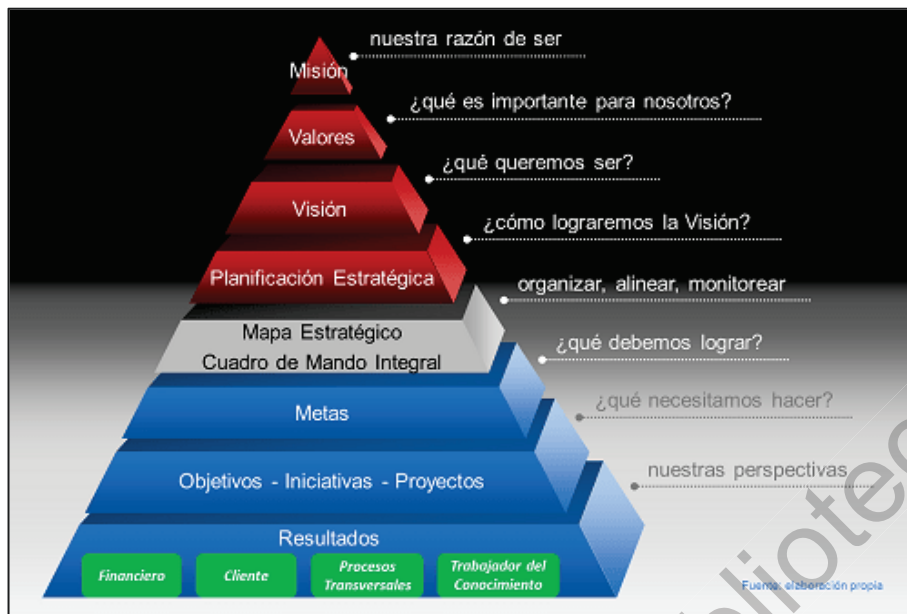 nuestra razón de ser
Misión
¿qué es importante para nosotros?
Valores
¿qué queremos ser?
Visión
¿cómo lograremos la Visión?
Planificación Estratégica
organizar, alinear, monitorear
Mapa Estratégico
Cuadro de Mando Integral
¿qué debemos lograr?
Metas
¿qué necesitamos hacer?
Objetivos - Iniciativas - Proyectos
nuestras perspectivas
Resultados
Financiero
Cliente
Procesos
Transversales
Trabajador del
Conocimiento
Fuente: elaboración propia